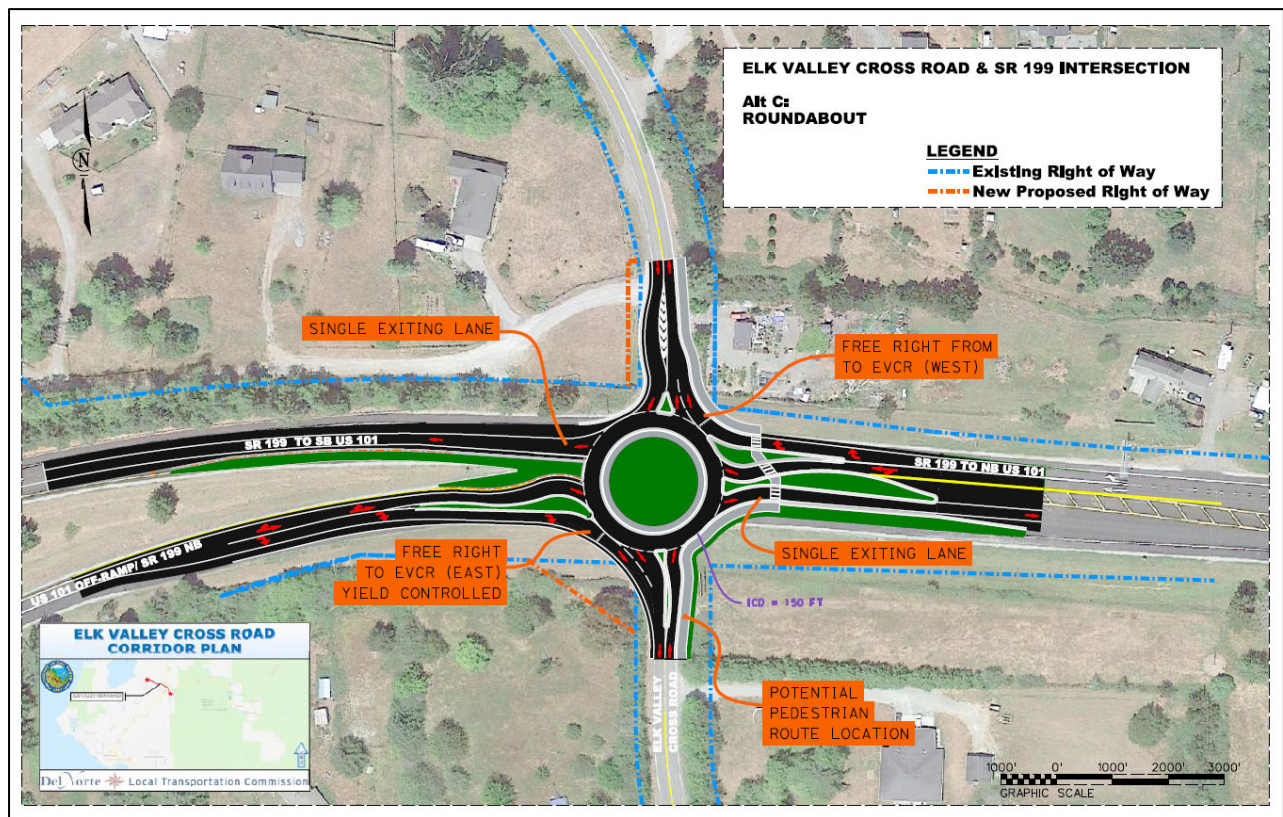 ELK VALLEY CROSS ROAD & SR 199 INTERSECTION
Alt C:
ROUNDABOUT
LEGEND
Existing Right of Way
New Proposed Right of Way
N
SINGLE EXITING LANE
FREE RIGHT FROM
TO EVCR (WEST)
SR 199 TO SB US 101
SR 199 TO NB US 101
FREE RIGHT
TO EVCR (EAST)
YIELD CONTROLLED
SINGLE EXITING LANE
US 101 OFF-RAMP/ SR 199 NB
ICD = 150 FT
ELK VALLEY
CROSS ROAD
POTENTIAL
PEDESTRIAN
ROUTE LOCATION
ELK VALLEY CROSS ROAD
CORRIDOR PLAN
Del Norte Local Transportation Commission
1000' 0' 1000' 2000' 3000'
GRAPHIC SCALE